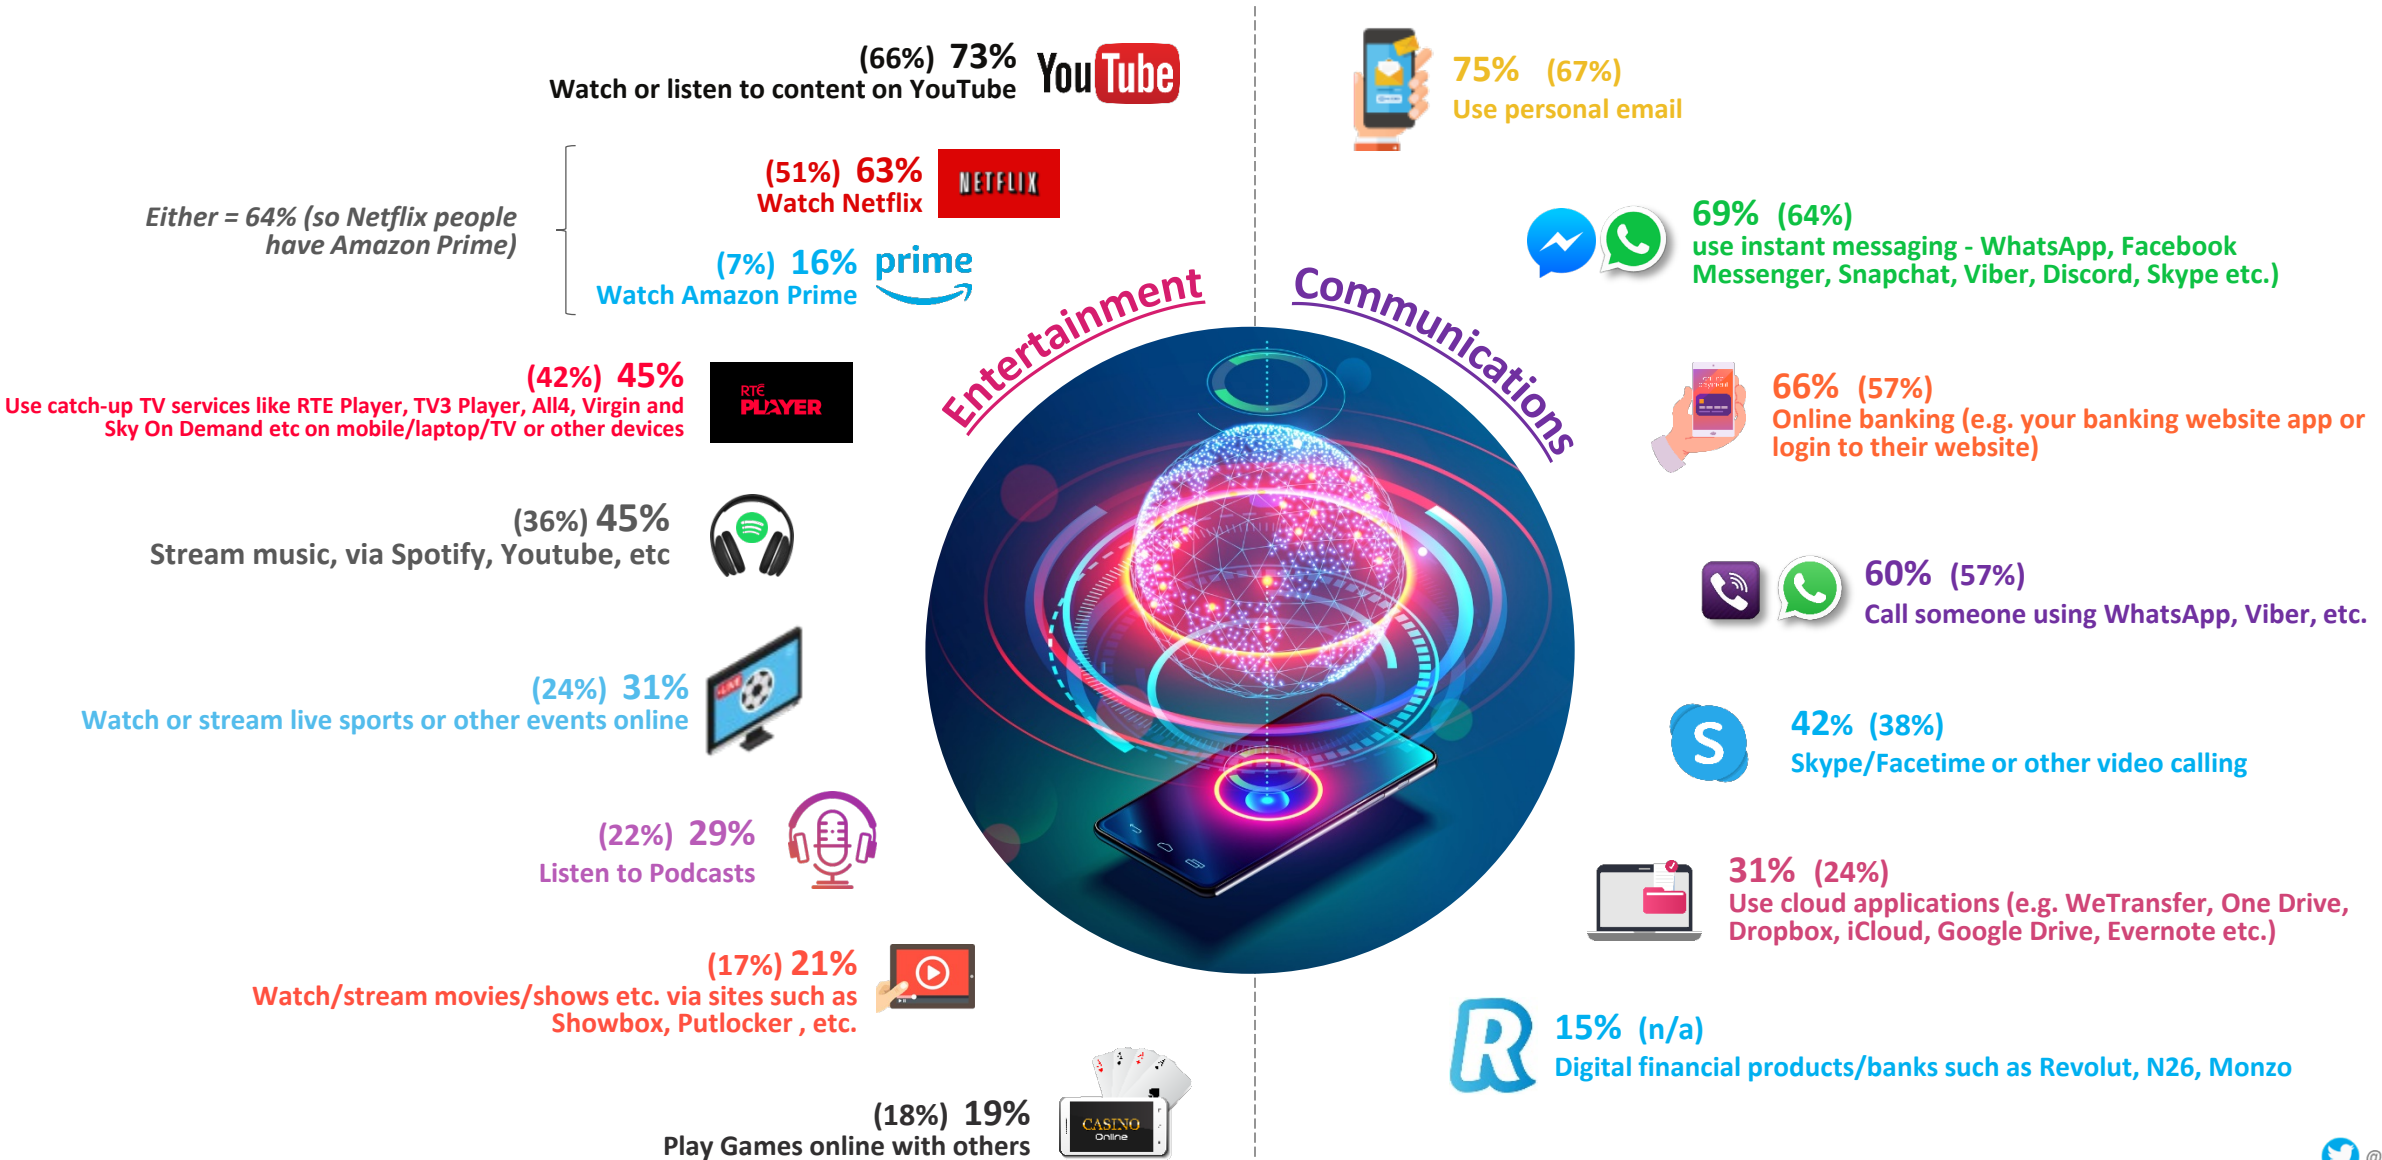 (66%) 73%
Watch or listen to content on YouTube
YouTube
(51%) 63%
Watch Netflix
NETFLIX
Either = 64% (so Netflix people
have Amazon Prime)
(7%) 16%
Watch Amazon Prime
prime
(42%) 45%
Use catch-up TV services like RTE Player, TV3 Player, All4, Virgin and
Sky On Demand etc on mobile/laptop/TV or other devices
RTÉ
PLAYER
(36%) 45%
Stream music, via Spotify, Youtube, etc
(24%) 31%
Watch or stream live sports or other events online
LIVE
(22%) 29%
Listen to Podcasts
(17%) 21%
Watch/stream movies/shows etc. via sites such as
Showbox, Putlocker , etc.
(18%) 19%
Play Games online with others
CASINO
Online
Entertainment
Communications
75% (67%)
Use personal email
69% (64%)
use instant messaging - WhatsApp, Facebook
Messenger, Snapchat, Viber, Discord, Skype etc.)
66% (57%)
Online banking (e.g. your banking website app or
login to their website)
60% (57%)
Call someone using WhatsApp, Viber, etc.
S
42% (38%)
Skype/Facetime or other video calling
31% (24%)
Use cloud applications (e.g. WeTransfer, One Drive,
Dropbox, iCloud, Google Drive, Evernote etc.)
R
15% (n/a)
Digital financial products/banks such as Revolut, N26, Monzo
@